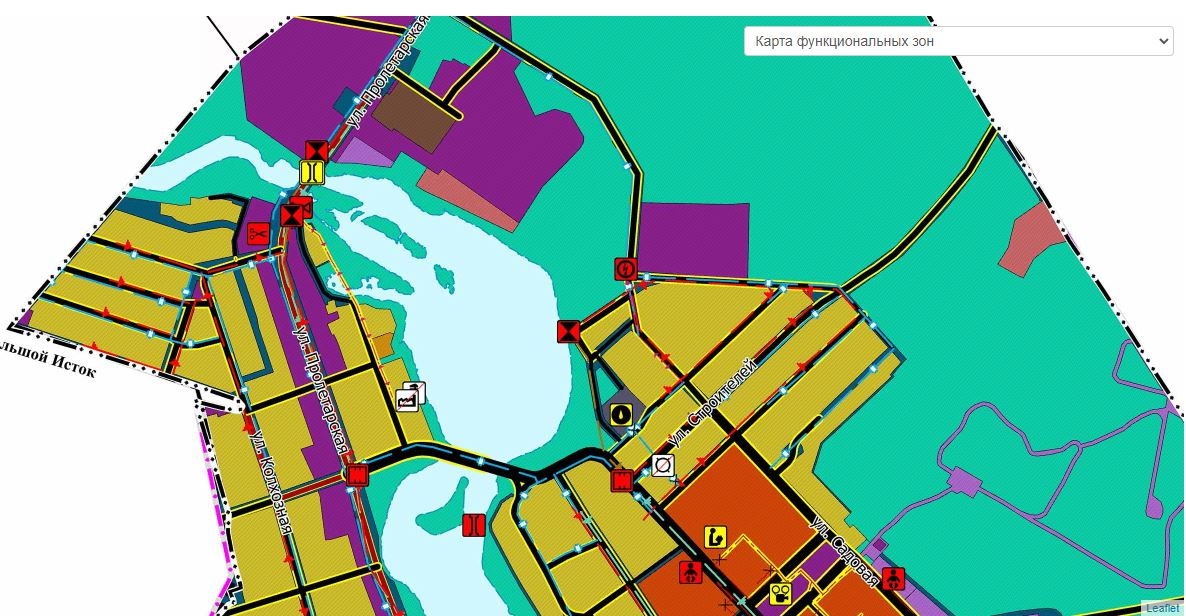 Карта функциональных зон
ул. Пролетарская
льшой Исток
ул. Пролетарская
ул. Строителей
ул. Колхозная
ул. Садовая
Leaflet